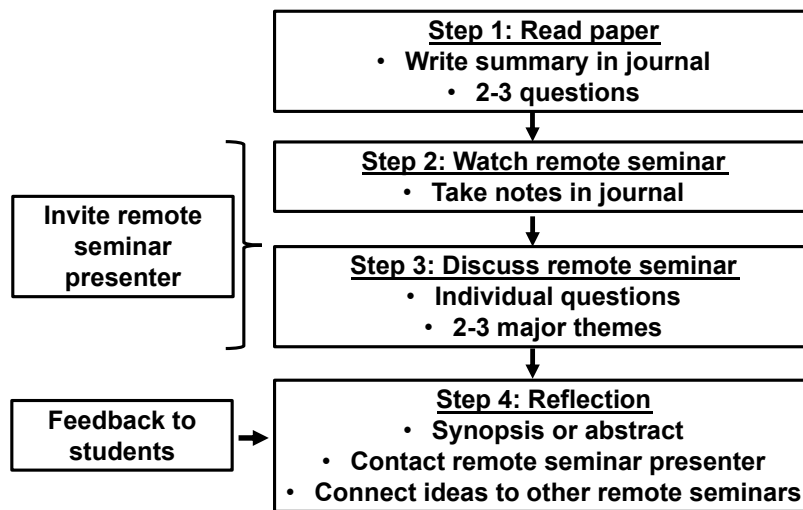 Step 1: Read paper
• Write summary in journal
• 2-3 questions
Step 2: Watch remote seminar
• Take notes in journal
Invite remote
seminar
presenter
Step 3: Discuss remote seminar
• Individual questions
• 2-3 major themes
Step 4: Reflection
• Synopsis or abstract
• Contact remote seminar presenter
• Connect ideas to other remote seminars
Feedback to
students